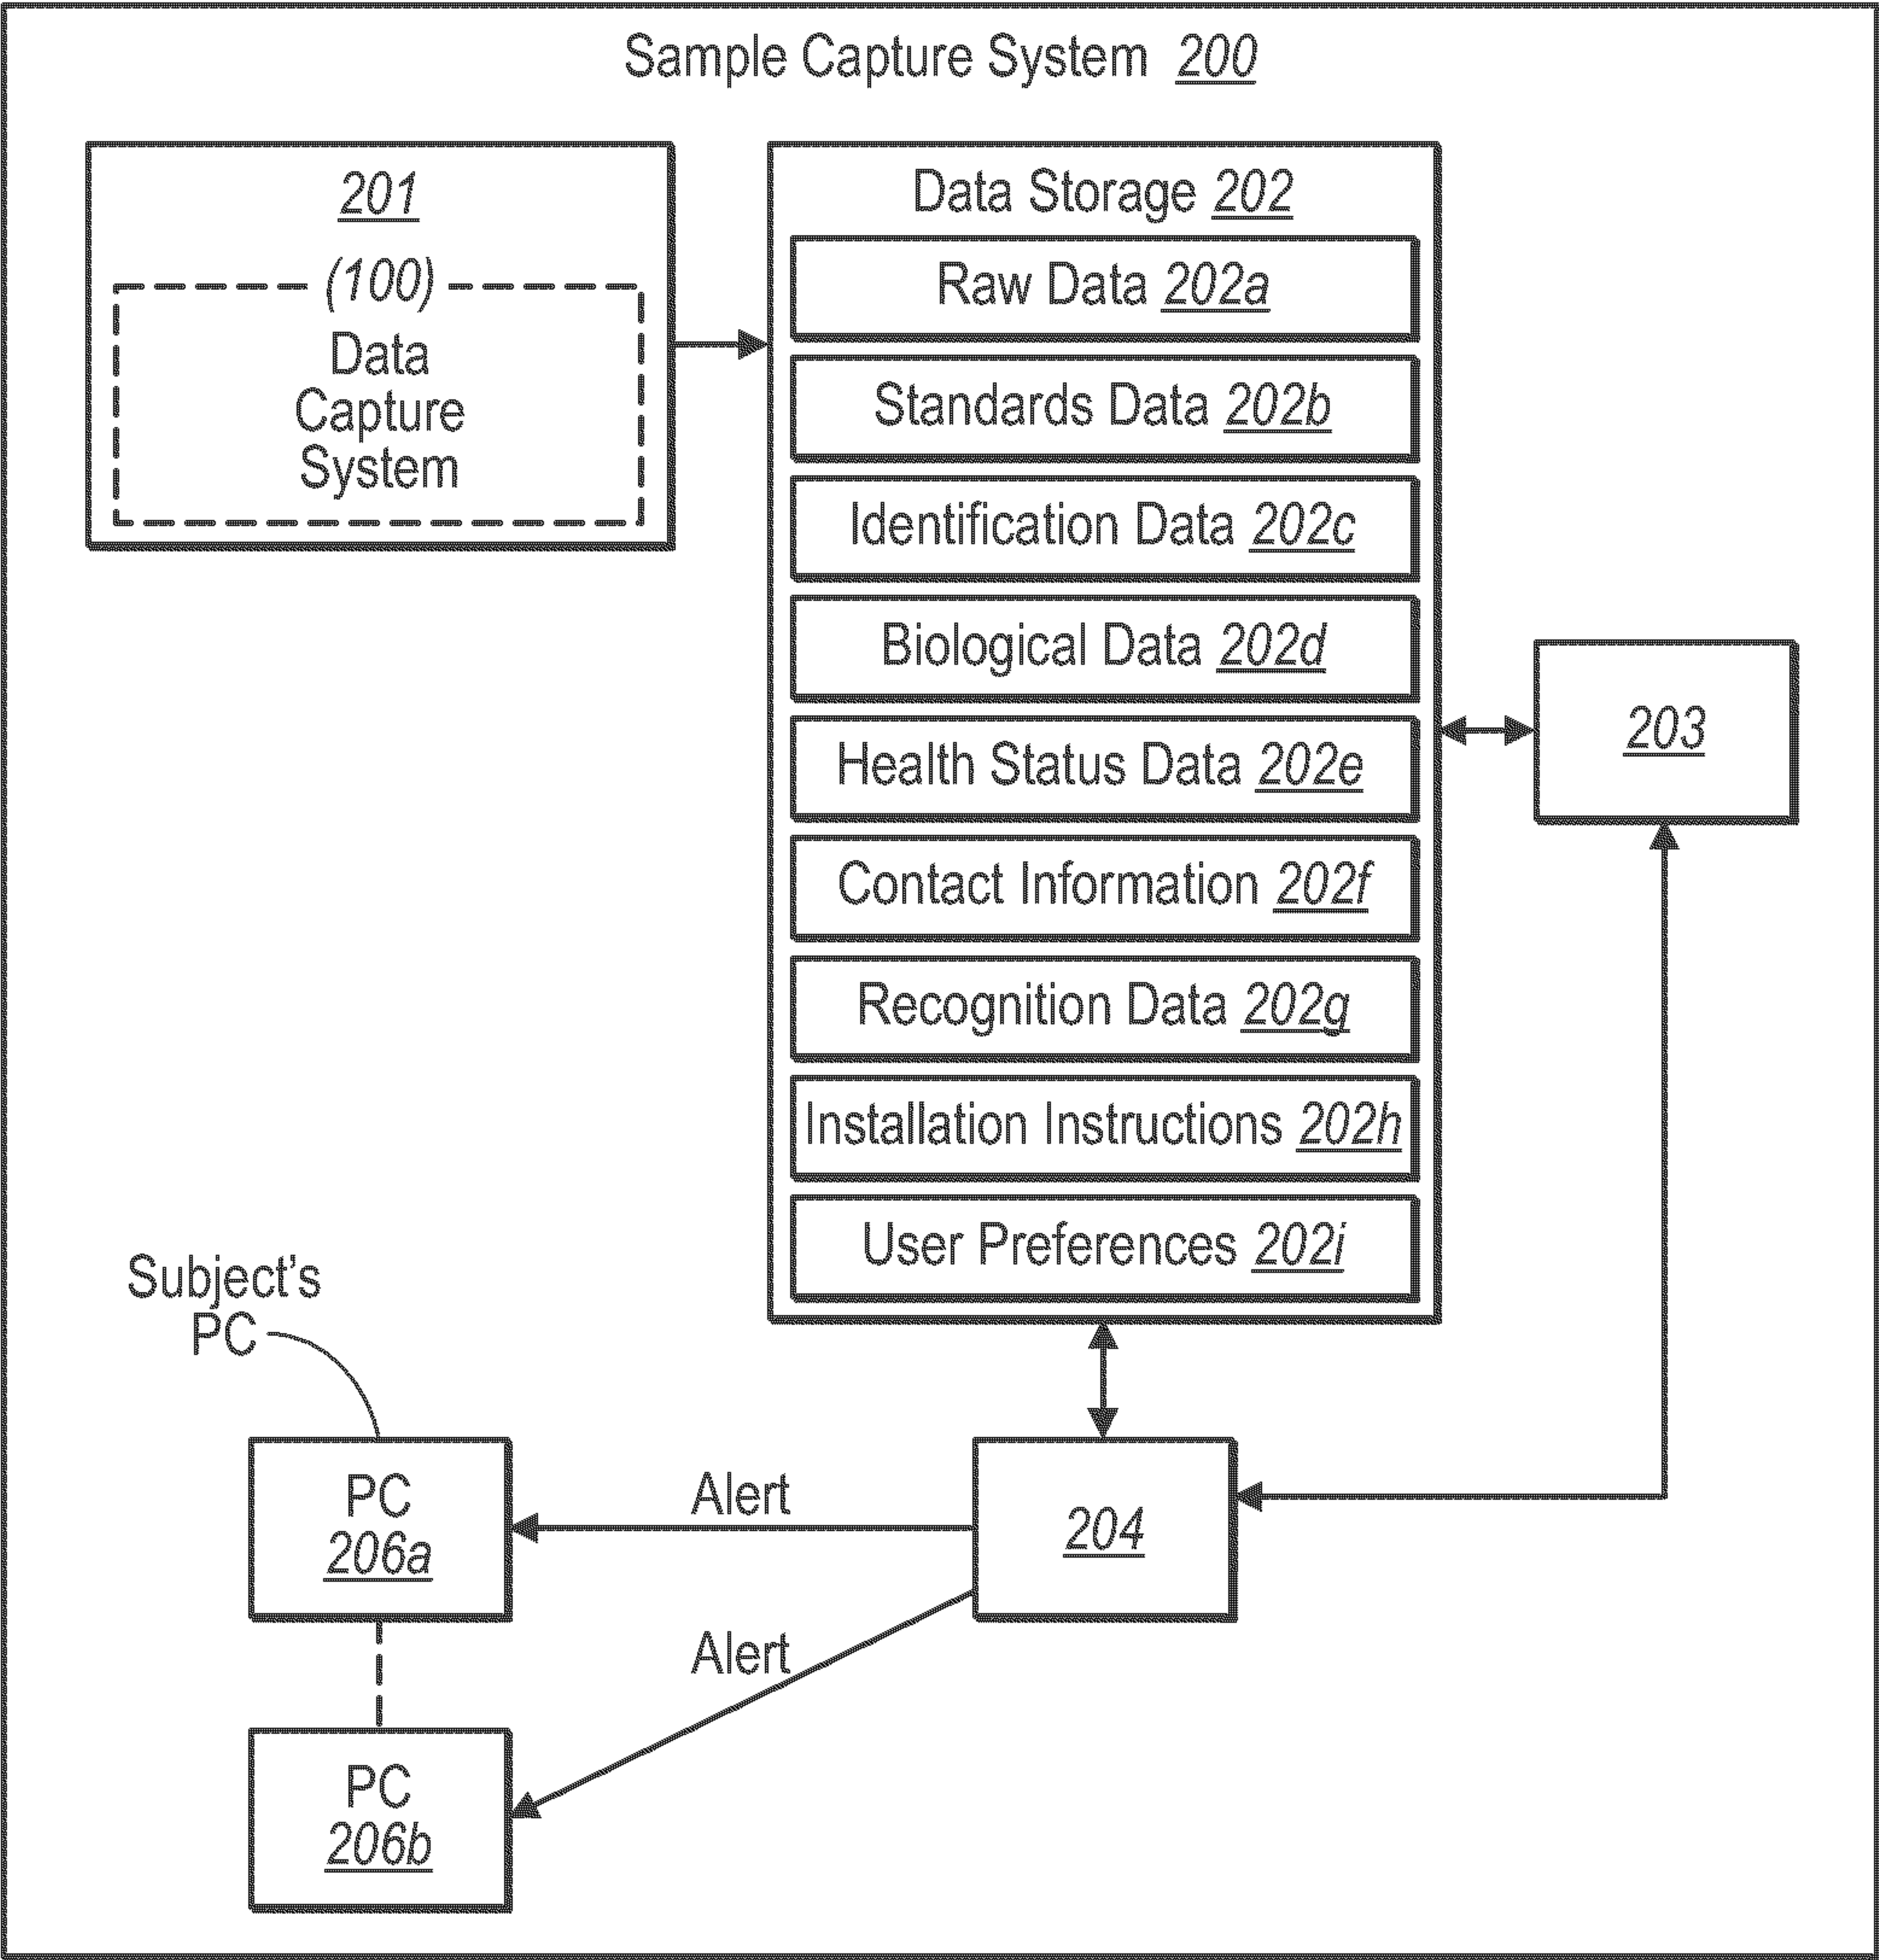 Sample Capture System 200
201
(100)
Data
Capture
System
Data Storage 202
Raw Data 202a
Standards Data 202b
Identification Data 202c
Biological Data 202d
Health Status Data 202e
Contact Information 202f
Recognition Data 202g
Installation Instructions 202h
User Preferences 202i
203
Subject’s
PC
PC
206a
Alert
204
Alert
PC
206b